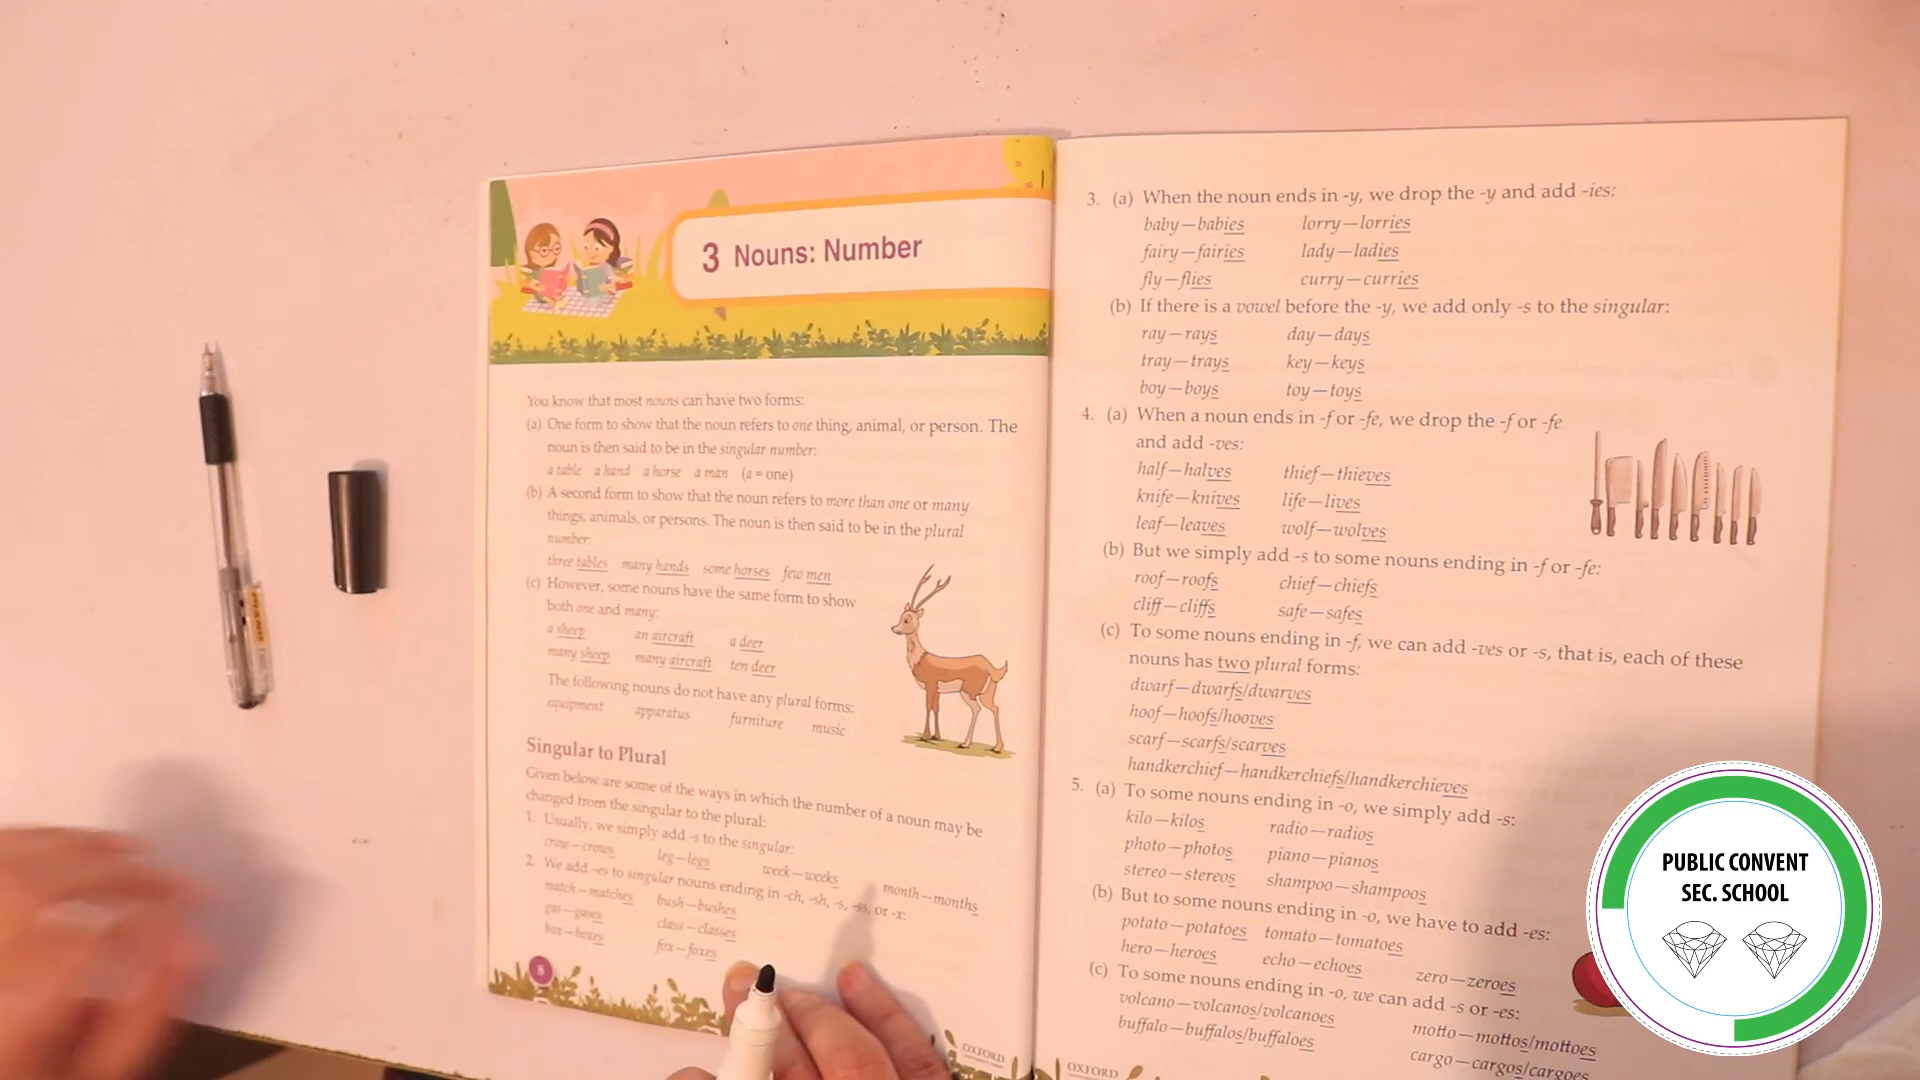 3 Nouns: Number
You know that most nouns can have two forms:
(a) One form to show that the noun refers to one thing, animal, or person. The
noun is then said to be in the singular number:
a table a hand a horse a man (a = one)
(b) A second form to show that the noun refers to more than one or many
things, animals, or persons. The noun is then said to be in the plural
number:
three tables many hands some horses few men
(c) However, some nouns have the same form to show
both one and many:
a sheep an aircraft a deer
many sheep many aircraft ten deer
The following nouns do not have any plural forms:
equipment apparatus furniture music
Singular to Plural
Given below are some of the ways in which the number of a noun may be
changed from the singular to the plural:
1. Usually, we simply add -s to the singular:
crow—crows leg—legs week—weeks month—months
2. We add -es to singular nouns ending in -ch, -sh, -s, -ss, or -x:
match—matches bush—bushes
gas—gases class—classes
box—boxes fox—foxes
8
OXFORD
3. (a) When the noun ends in -y, we drop the -y and add -ies:
baby—babies lorry—lorries
fairy—fairies lady—ladies
fly—flies curry—curries
(b) If there is a vowel before the -y, we add only -s to the singular:
ray—rays day—days
tray—trays key—keys
boy—boys toy—toys
4. (a) When a noun ends in -f or -fe, we drop the -f or -fe
and add -ves:
half—halves thief—thieves
knife—knives life—lives
leaf—leaves wolf—wolves
(b) But we simply add -s to some nouns ending in -f or -fe:
roof—roofs chief—chiefs
cliff—cliffs safe—safes
(c) To some nouns ending in -f, we can add -ves or -s, that is, each of these
nouns has two plural forms:
dwarf—dwarfs/dwarves
hoof—hoofs/hooves
scarf—scarfs/scarves
handkerchief—handkerchiefs/handkerchieves
5. (a) To some nouns ending in -o, we simply add -s:
kilo—kilos radio—radios
photo—photos piano—pianos
stereo—stereos shampoo—shampoos
(b) But to some nouns ending in -o, we have to add -es:
potato—potatoes tomato—tomatoes
hero—heroes echo—echoes zero—zeroes
(c) To some nouns ending in -o, we can add -s or -es:
volcano—volcanos/volcanoes motto—mottos/mottoes
buffalo—buffalos/buffaloes cargo—cargos/cargoes
OXFORD
PUBLIC CONVENT
SEC. SCHOOL